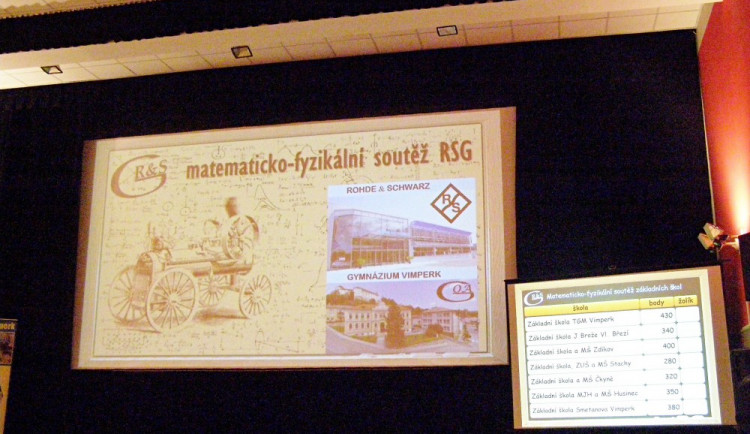 R&S matematicko-fyzikální soutěž RSG
ROHDE & SCHWARZ
R S
GYMNÁZIUM VIMPERK
R&S Matematicko-fyzikální soutěž základních škol
škola body žolík
Základní škola TGM Vimperk 430
Základní škola J Brože Vl. Březí 340
Základní škola a MŠ Zdíkov 400
Základní škola, ZUŠ a MŠ Stachy 280
Základní škola a MŠ Čkyně 320
Základní škola MJH a MŠ Husinec 350
Základní škola Smetanova Vimperk 380